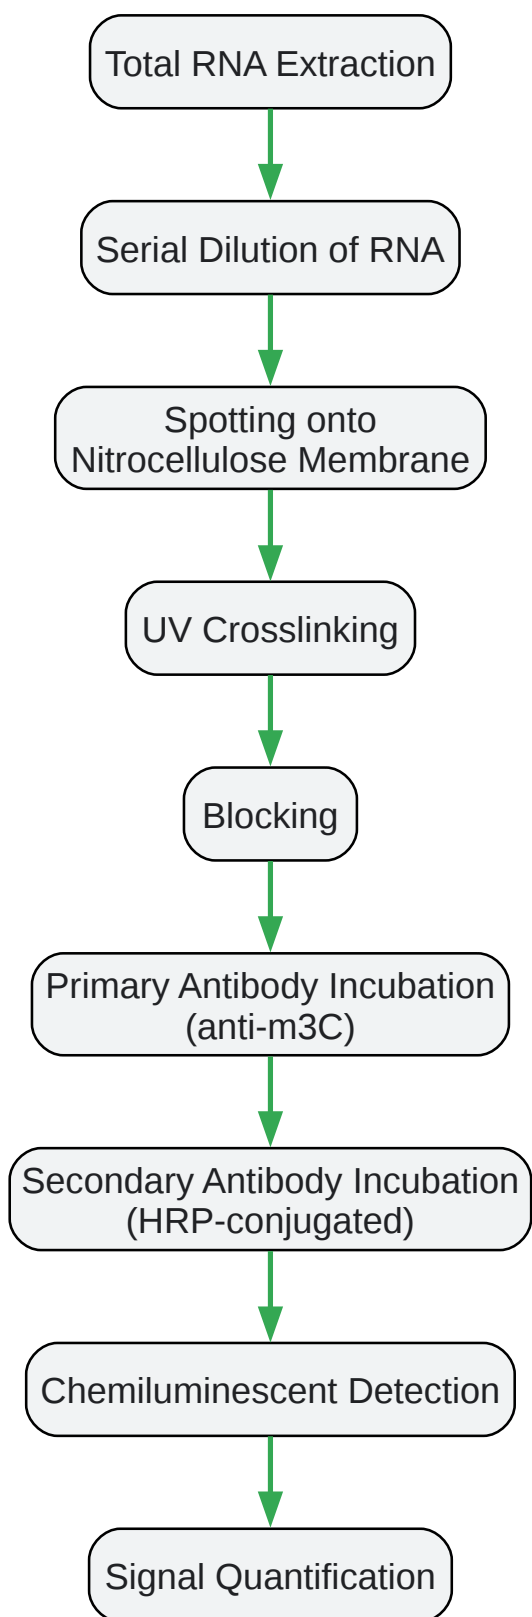 Total RNA Extraction
Serial Dilution of RNA
Spotting onto
Nitrocellulose Membrane
UV Crosslinking
Blocking
Primary Antibody Incubation
(anti-m3C)
Secondary Antibody Incubation
(HRP-conjugated)
Chemiluminescent Detection
Signal Quantification